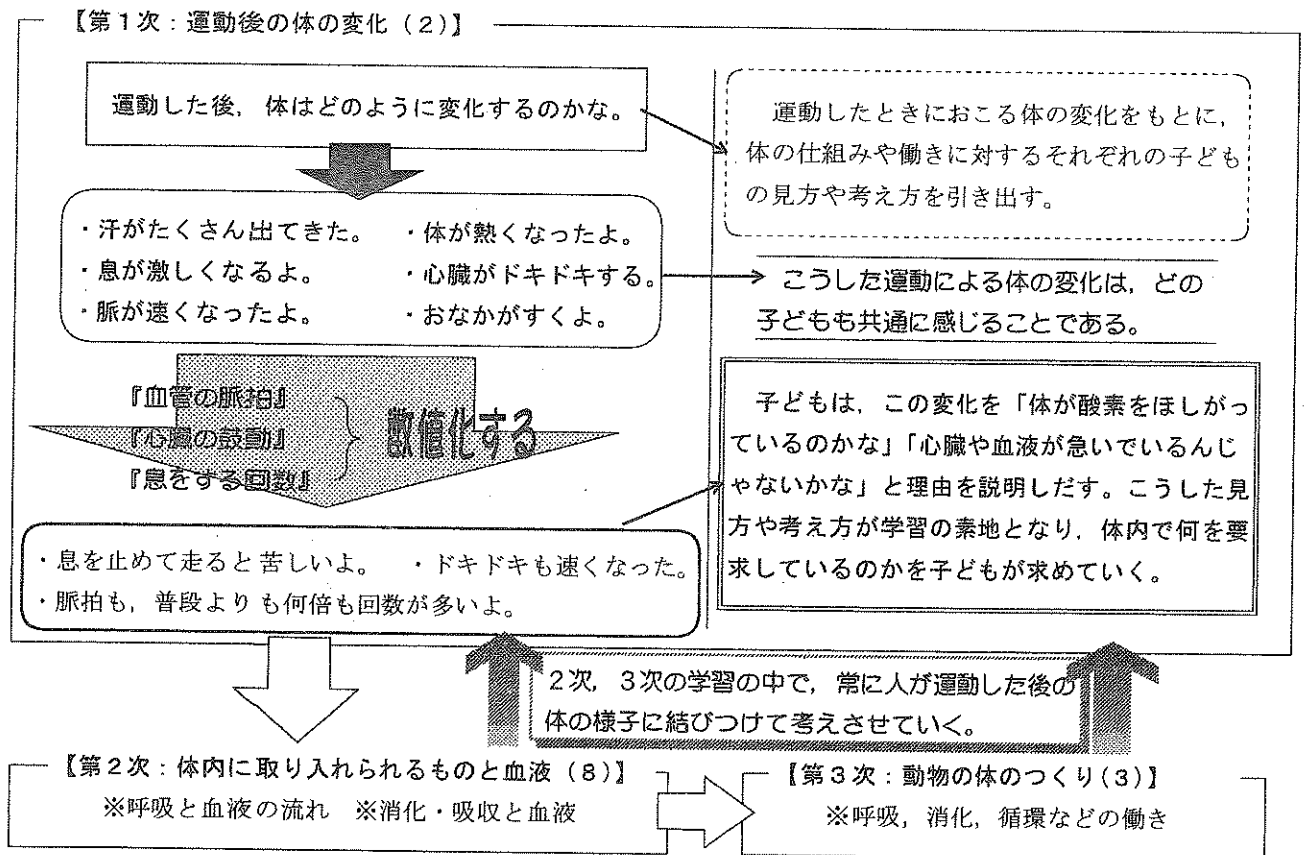 【第1次：運動後の体の変化（2）】
運動した後，体はどのように変化するのかな。
運動したときにおこる体の変化をもとに，
体の仕組みや働きに対するそれぞれの子ども
の見方や考え方を引き出す。
・汗がたくさん出てきた。 ・体が熱くなったよ。
・息が激しくなるよ。 ・心臓がドキドキする。
・脈が速くなったよ。 ・おなかがすくよ。
こうした運動による体の変化は，どの
子どもも共通に感じることである。
『血管の脈拍』
『心臓の鼓動』
『息をする回数』
数値化する
子どもは，この変化を「体が酸素をほしがっ
ているのかな」「心臓や血液が急いでいるんじ
ゃないかな」と理由を説明しだす。こうした見
方や考え方が学習の素地となり，体内で何を要
求しているのかを子どもが求めていく。
・息を止めて走ると苦しいよ。 ・ドキドキも速くなった。
・脈拍も，普段よりも何倍も回数が多いよ。
2次，3次の学習の中で，常に人が運動した後の
体の様子に結びつけて考えさせていく。
【第2次：体内に取り入れられるものと血液（8）】
※呼吸と血液の流れ ※消化・吸収と血液
【第3次：動物の体のつくり(3)】
※呼吸，消化，循環などの働き